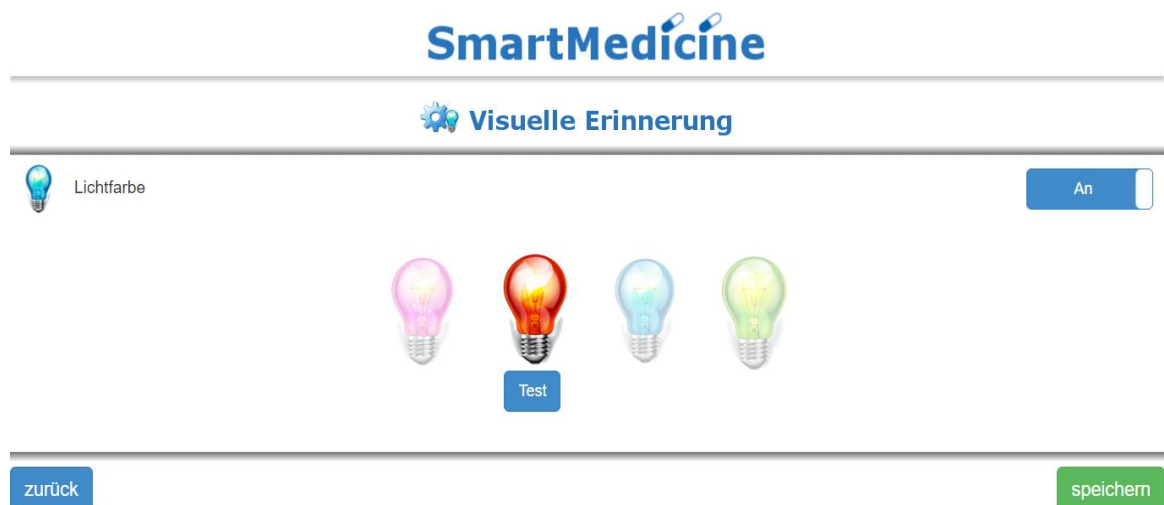 SmartMedicine
Visuelle Erinnerung
Lichtfarbe
An
Test
zurück
speichern